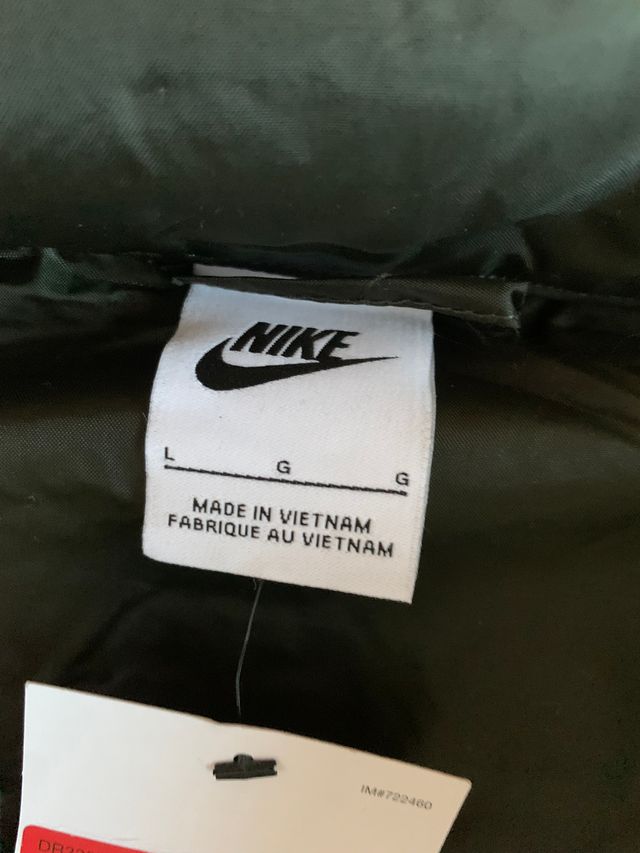 NIKE
L G G
MADE IN VIETNAM
FABRIQUE AU VIETNAM
IM#722460